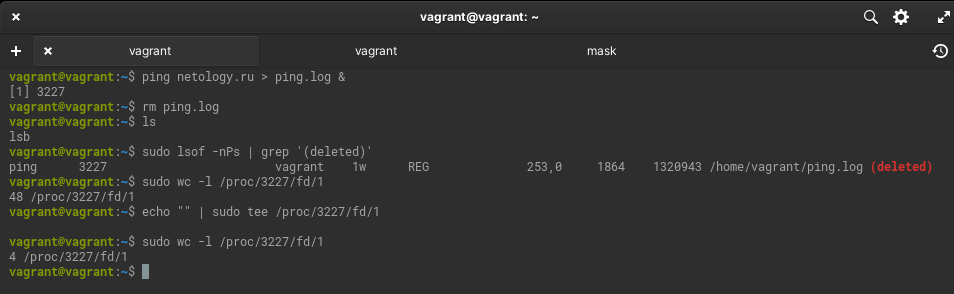 vagrant@vagrant: ~
vagrant vagrant mask
vagrant@vagrant:~$ ping netology.ru > ping.log &
[1] 3227
vagrant@vagrant:~$ rm ping.log
vagrant@vagrant:~$ ls
lsb
vagrant@vagrant:~$ sudo lsof -nPs | grep '(deleted)'
ping 3227 vagrant 1w REG 253,0 1864 1320943 /home/vagrant/ping.log (deleted)
vagrant@vagrant:~$ sudo wc -l /proc/3227/fd/1
48 /proc/3227/fd/1
vagrant@vagrant:~$ echo "" | sudo tee /proc/3227/fd/1
vagrant@vagrant:~$ sudo wc -l /proc/3227/fd/1
4 /proc/3227/fd/1
vagrant@vagrant:~$